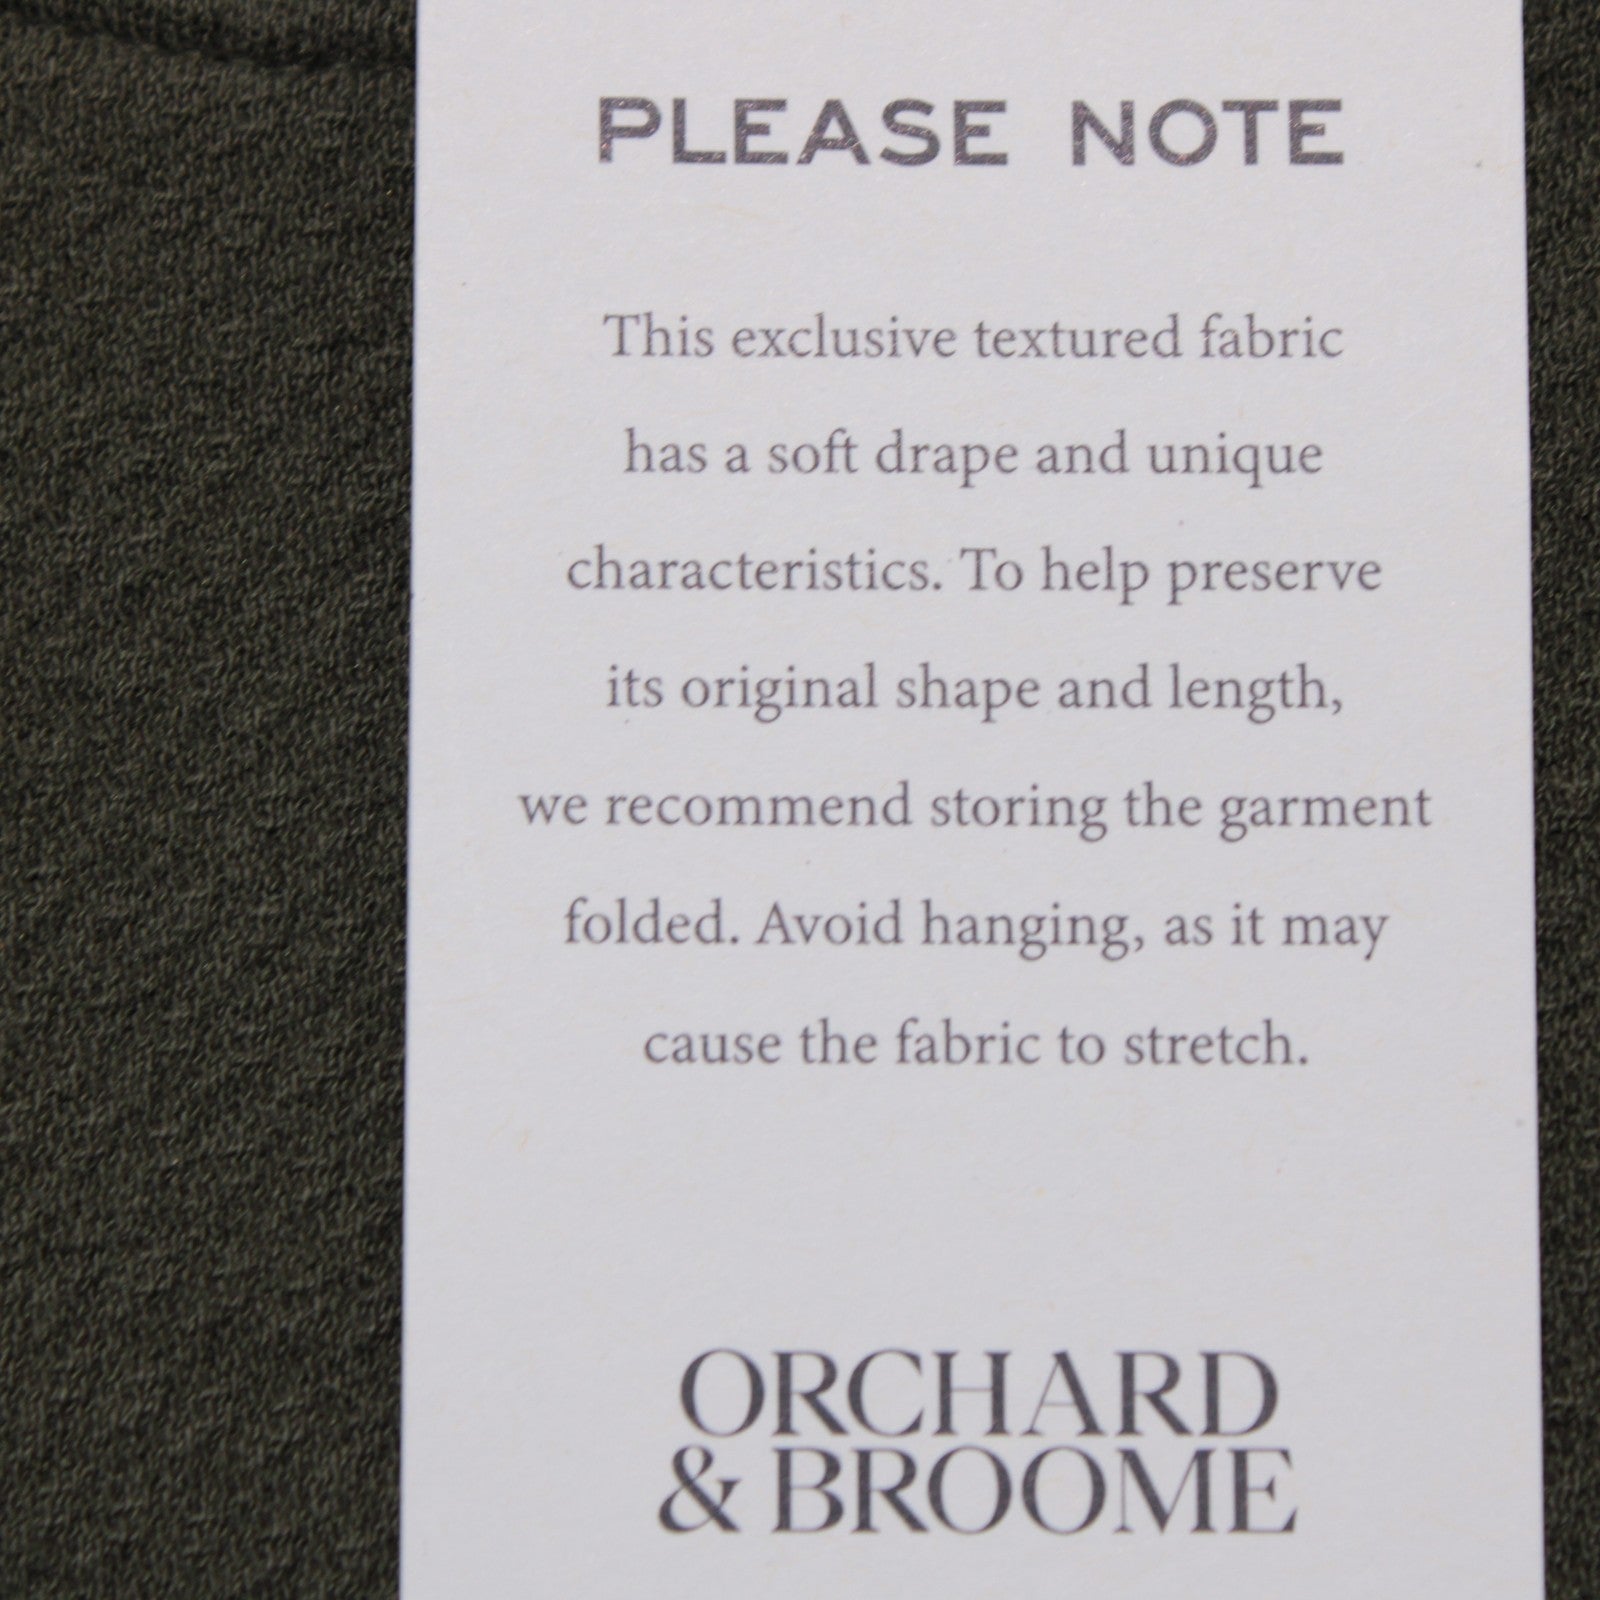 PLEASE NOTE
This exclusive textured fabric
has a soft drape and unique
characteristics. To help preserve
its original shape and length,
we recommend storing the garment
folded. Avoid hanging, as it may
cause the fabric to stretch.
ORCHARD
& BROOME